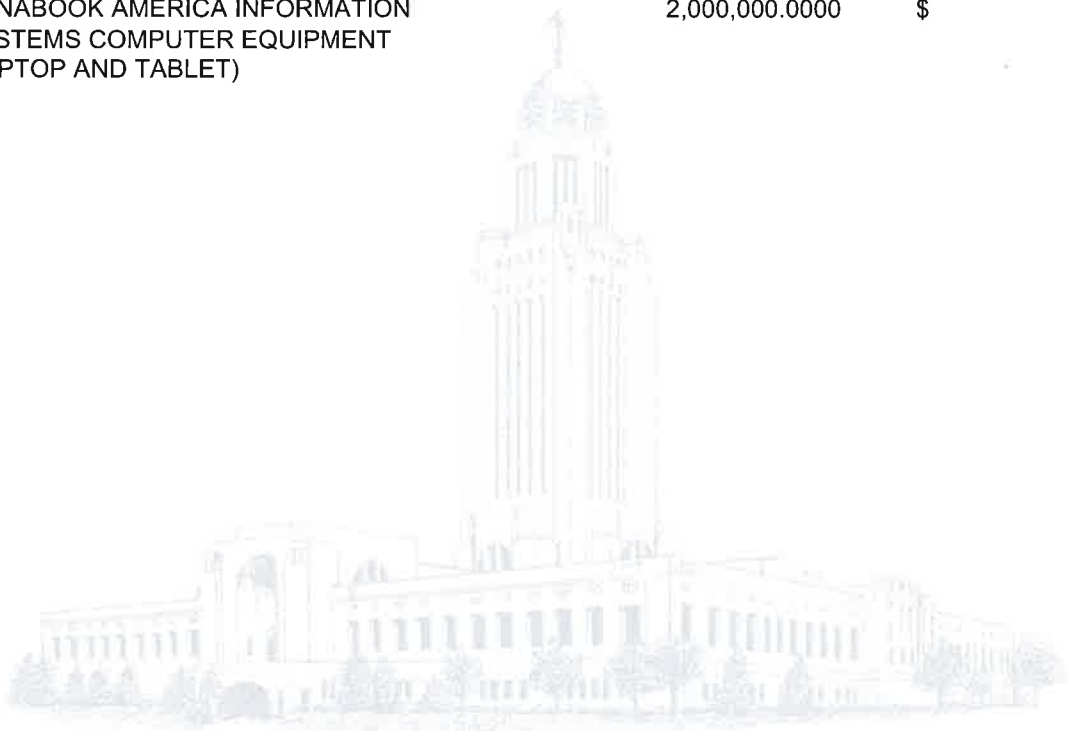 NABOOK AMERICA INFORMATION 2,000,000.0000 $
STEMS COMPUTER EQUIPMENT
PTOP AND TABLET)